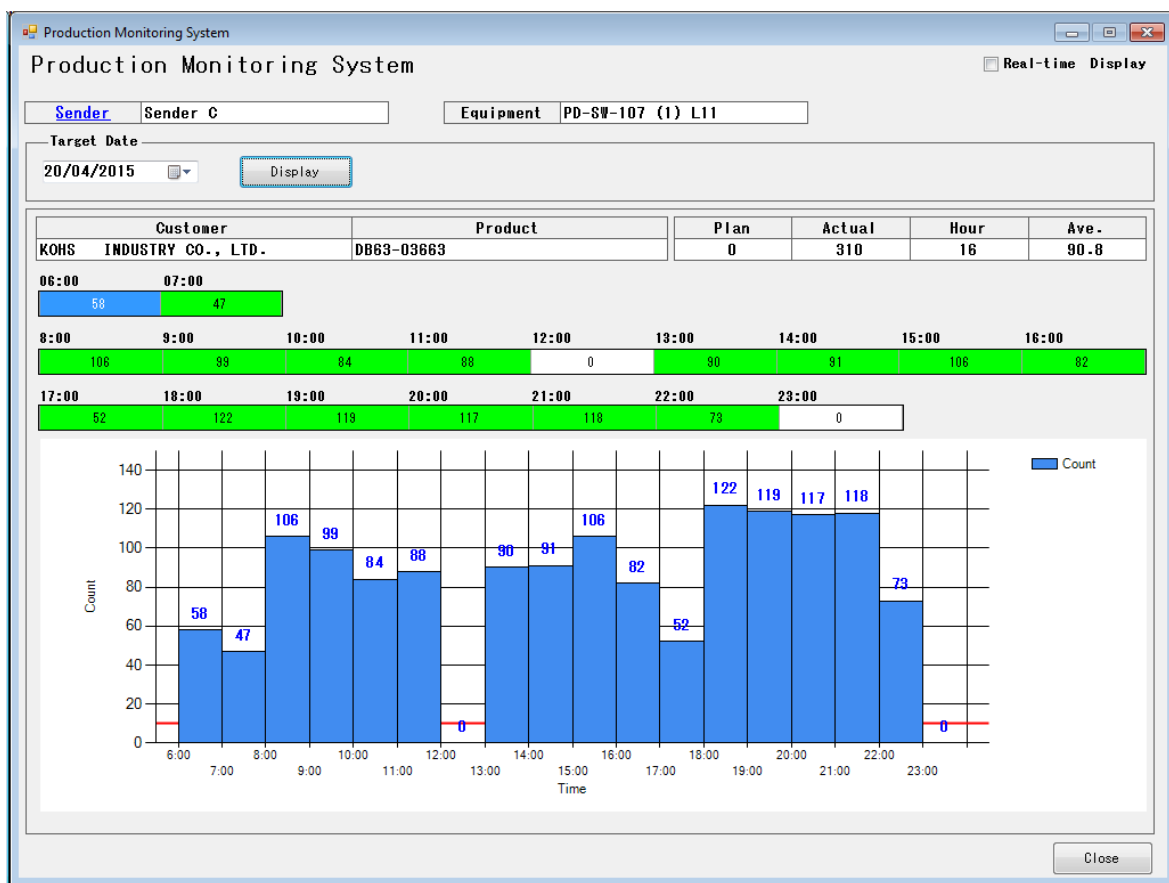 Production Monitoring System
Production Monitoring System
Real-time Display
Sender Sender C Equipment PD-SW-107 (1) L11
Target Date
20/04/2015 Display
Customer Product Plan Actual Hour Ave.
KOHS INDUSTRY CO., LTD. DB63-03663 0 310 16 90.8
06:00 07:00
58 47
8:00 9:00 10:00 11:00 12:00 13:00 14:00 15:00 16:00
106 99 84 88 0 90 91 106 82
17:00 18:00 19:00 20:00 21:00 22:00 23:00
52 122 119 117 118 73 0
Count
140
120
100
80
60
40
20
0
Count
58 47 106 99 84 88 0 90 91 106 82 52 122 119 117 118 73 0
6:00 8:00 10:00 12:00 14:00 16:00 18:00 20:00 22:00
7:00 9:00 11:00 13:00 15:00 17:00 19:00 21:00 23:00
Time
Close